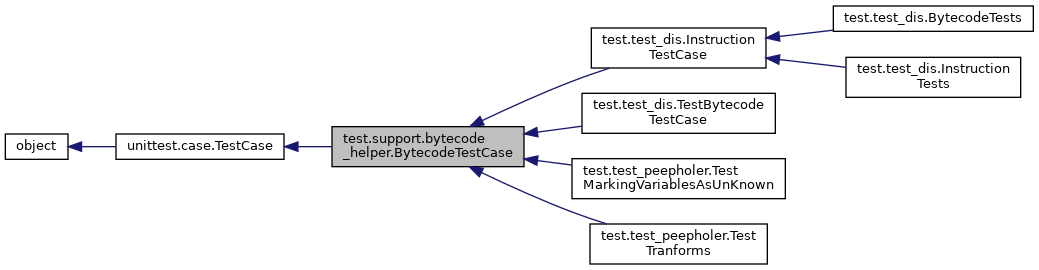 object
unittest.case.TestCase
test.support.bytecode
_helper.BytecodeTestCase
test.test_dis.Instruction
TestCase
test.test_dis.BytecodeTests
test.test_dis.Instruction
Tests
test.test_dis.TestBytecode
TestCase
test.test_peepholer.Test
MarkingVariablesAsUnKnown
test.test_peepholer.Test
Tranforms